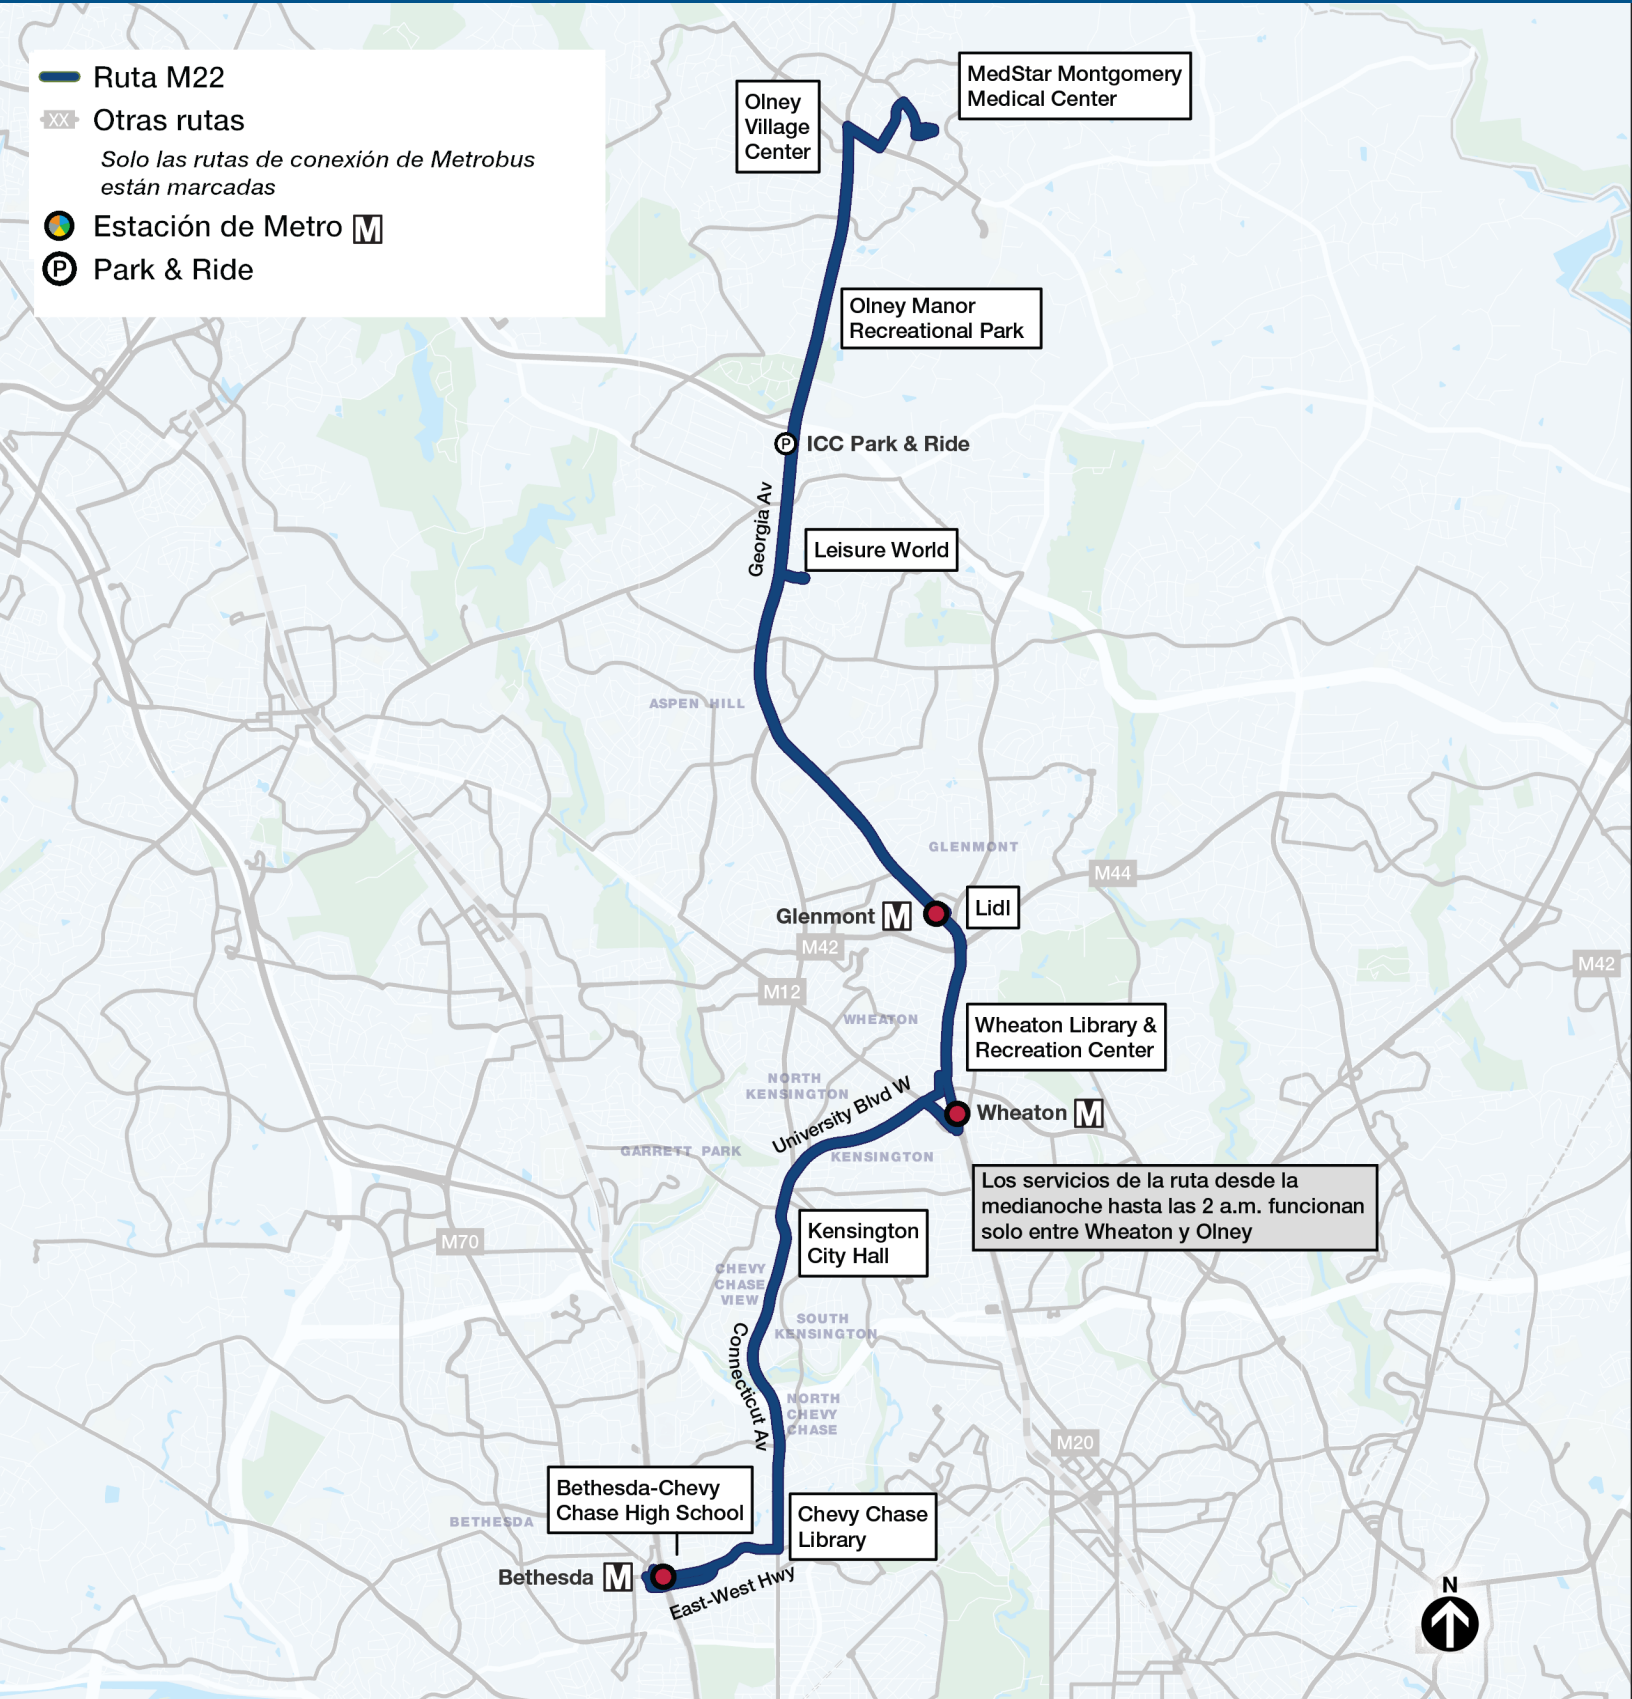 Ruta M22
XX
Otras rutas
Solo las rutas de conexión de Metrobus
están marcadas
Estación de Metro M
P
Park & Ride
MedStar Montgomery
Medical Center
Olney
Village
Center
Olney Manor
Recreational Park
P
ICC Park & Ride
Georgia Av
Leisure World
ASPEN HILL
GLENMONT
M44
Lidl
Glenmont M
M42
M42
M12
WHEATON
Wheaton Library &
Recreation Center
NORTH
KENSINGTON
University Blvd W
Wheaton M
GARRETT PARK
KENSINGTON
Los servicios de la ruta desde la
medianoche hasta las 2 a.m. funcionan
solo entre Wheaton y Olney
Kensington
City Hall
M70
CHEVY
CHASE
VIEW
SOUTH
KENSINGTON
Connecticut Av
NORTH
CHEVY
CHASE
M20
Bethesda-Chevy
Chase High School
Chevy Chase
Library
BETHESDA
Bethesda M
East-West Hwy
N